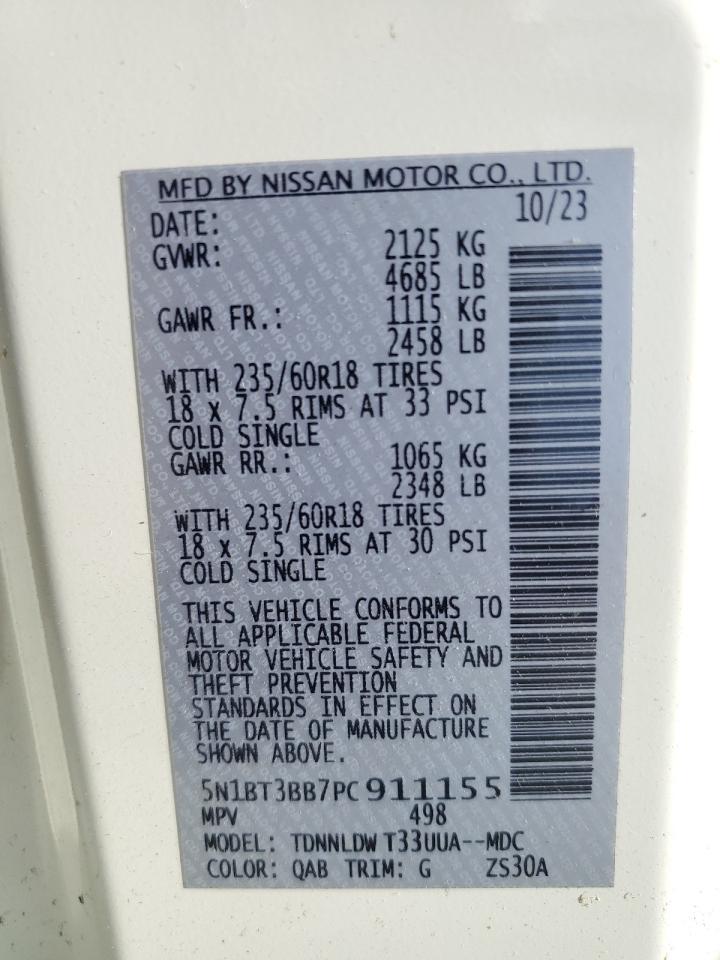 MFD BY NISSAN MOTOR CO., LTD.
DATE: 10/23
GVWR: 2125 KG
4685 LB
GAWR FR.: 1115 KG
2458 LB
WITH 235/60R18 TIRES
18 x 7.5 RIMS AT 33 PSI
COLD SINGLE
GAWR RR.: 1065 KG
2348 LB
WITH 235/60R18 TIRES
18 x 7.5 RIMS AT 30 PSI
COLD SINGLE
THIS VEHICLE CONFORMS TO
ALL APPLICABLE FEDERAL
MOTOR VEHICLE SAFETY AND
THEFT PREVENTION
STANDARDS IN EFFECT ON
THE DATE OF MANUFACTURE
SHOWN ABOVE.
5N1BT3BB7PC911155
MPV 498
MODEL: TDNNLDW T33UUA--MDC
COLOR: QAB TRIM: G ZS30A